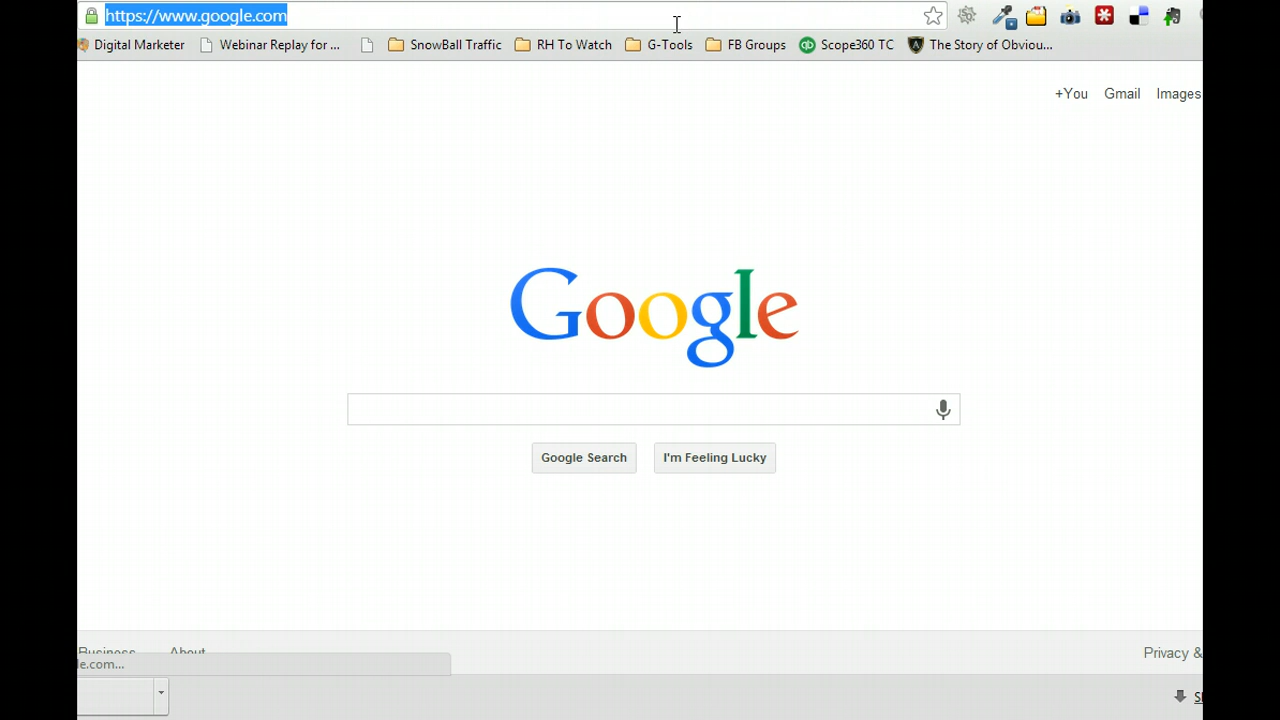 https://www.google.com
Digital Marketer Webinar Replay for ... SnowBall Traffic RH To Watch G-Tools FB Groups Scope360 TC The Story of Obviou...
+You Gmail Images
Google
Google Search I'm Feeling Lucky
Business About Privacy &
le.com...